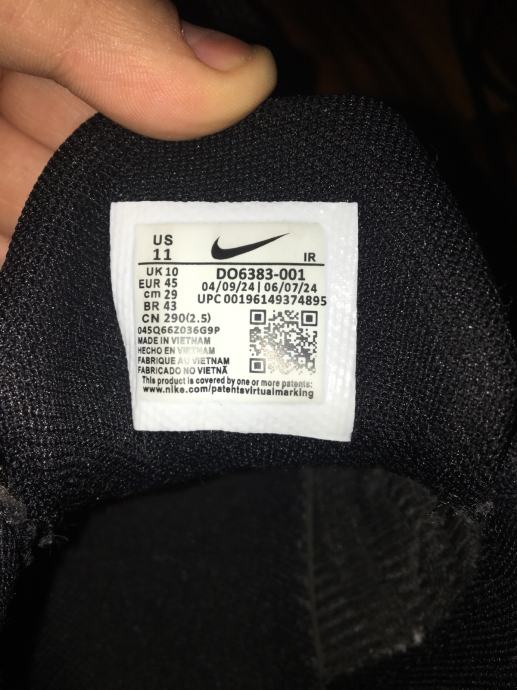 US
11
IR
UK 10
EUR 45
cm 29
BR 43
CN 290(2.5)
DO6383-001
04/09/24 | 06/07/24
UPC 00196149374895
045Q66Z036G9P
MADE IN VIETNAM
HECHO EN VIETNAM
FABRIQUE AU VIETNAM
FABRICADO NO VIETNÃ
This product is covered by one or more patents:
www.nike.com/patentsvirtualmarking